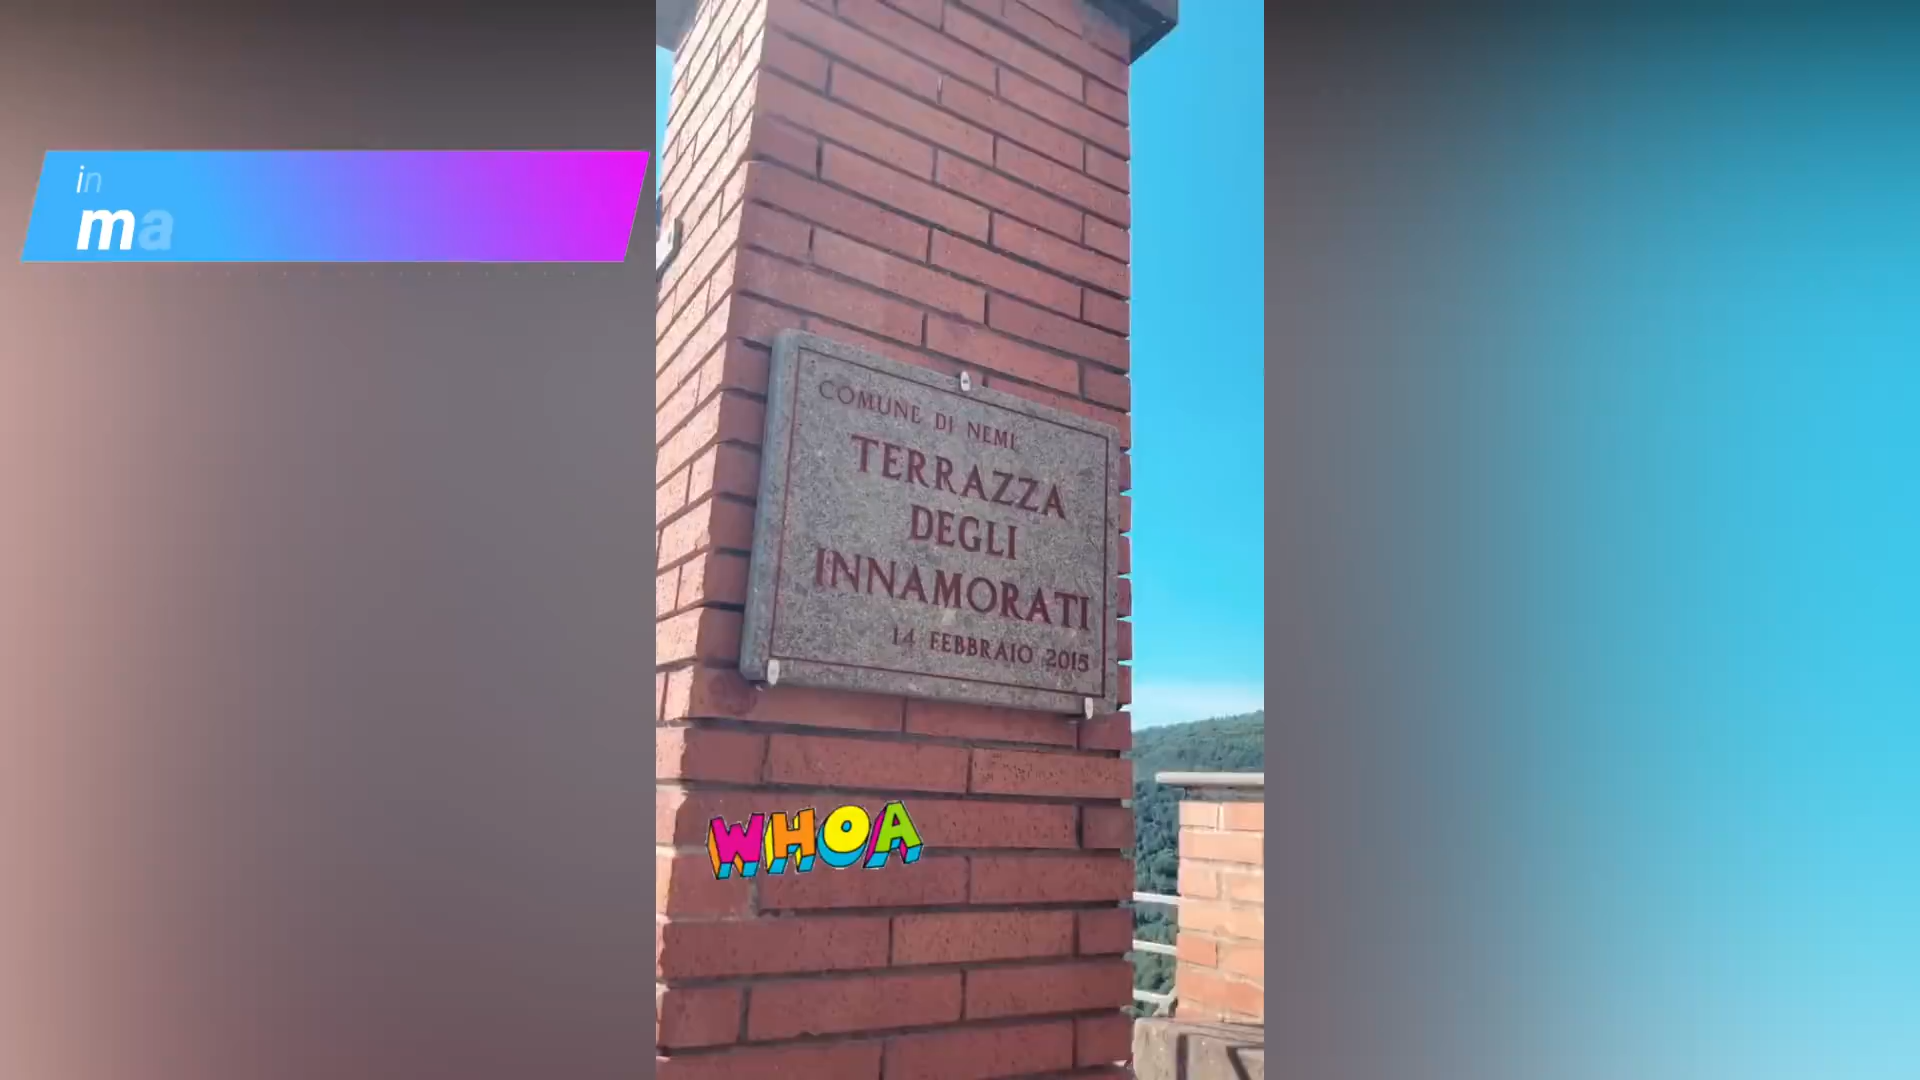 in
ma
COMUNE DI NEMI
TERRAZZA
DEGLI
INNAMORATI
14 FEBBRAIO 2015
WHOA